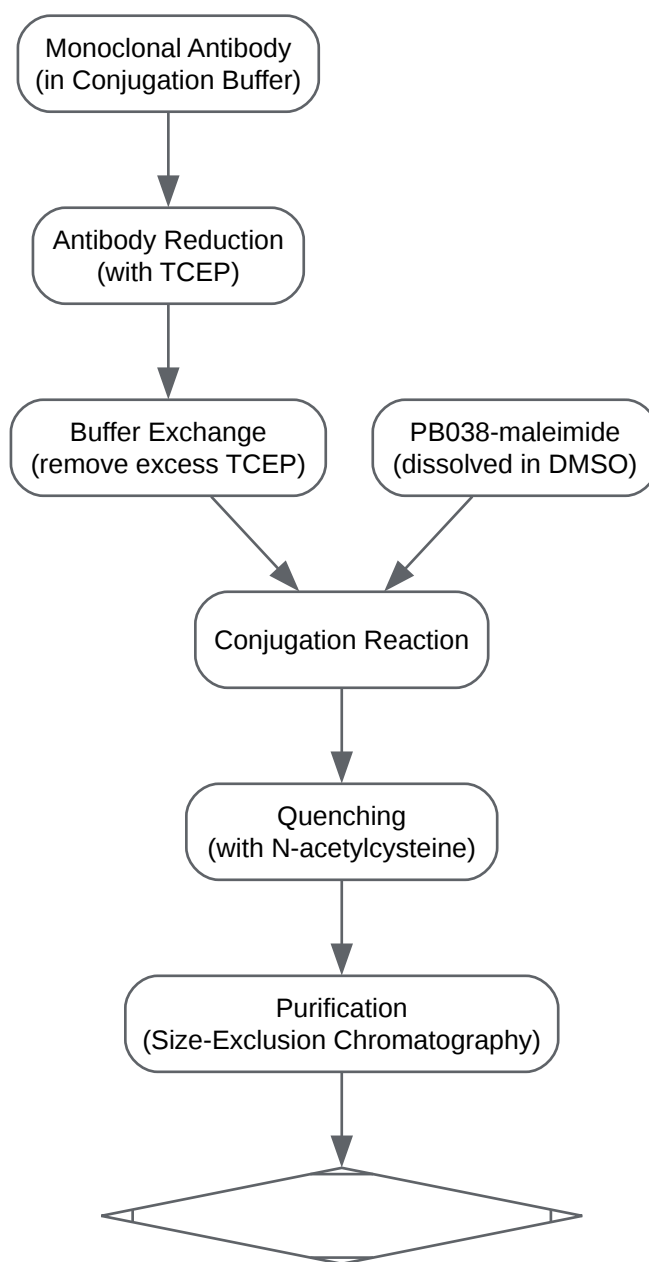 Monoclonal Antibody
(in Conjugation Buffer)
Antibody Reduction
(with TCEP)
Buffer Exchange
(remove excess TCEP)
PB038-maleimide
(dissolved in DMSO)
Conjugation Reaction
Quenching
(with N-acetylcysteine)
Purification
(Size-Exclusion Chromatography)